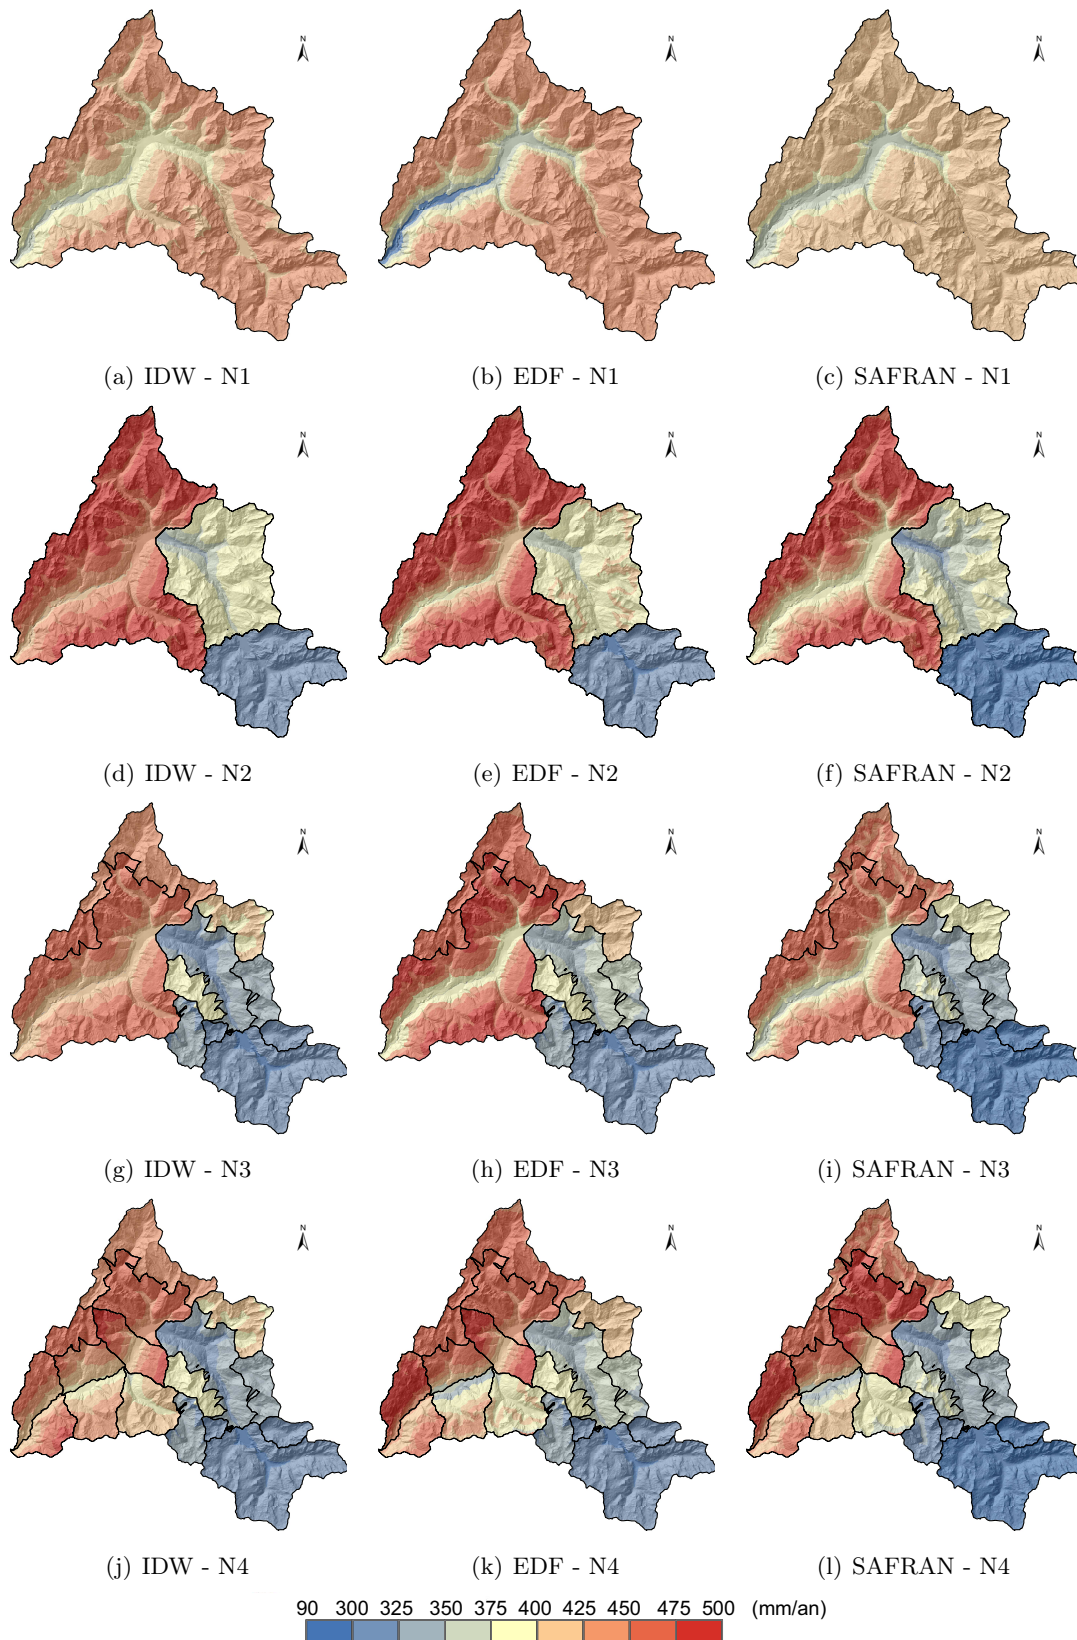 N N N
(a) IDW - N1 (b) EDF - N1 (c) SAFRAN - N1
N N N
(d) IDW - N2 (e) EDF - N2 (f) SAFRAN - N2
N N N
(g) IDW - N3 (h) EDF - N3 (i) SAFRAN - N3
N N N
(j) IDW - N4 (k) EDF - N4 (l) SAFRAN - N4
90 300 325 350 375 400 425 450 475 500 (mm/an)